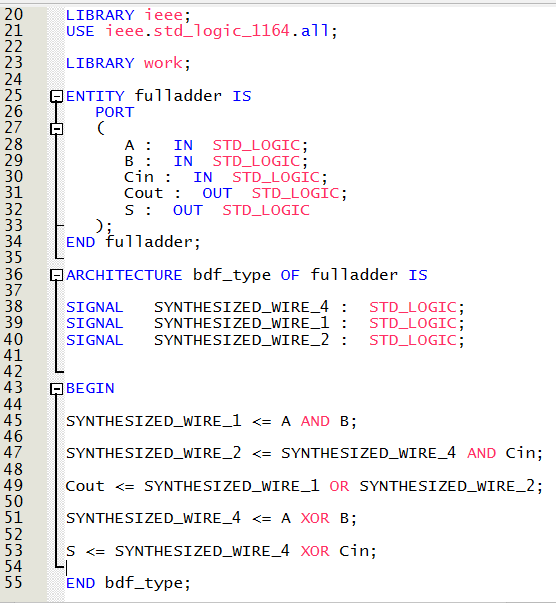 20 LIBRARY ieee;
21 USE ieee.std_logic_1164.all;
22
23 LIBRARY work;
24
25 ENTITY fulladder IS
26 PORT
27 (
28 A : IN STD_LOGIC;
29 B : IN STD_LOGIC;
30 Cin : IN STD_LOGIC;
31 Cout : OUT STD_LOGIC;
32 S : OUT STD_LOGIC
33 );
34 END fulladder;
35
36 ARCHITECTURE bdf_type OF fulladder IS
37
38 SIGNAL SYNTHESIZED_WIRE_4 : STD_LOGIC;
39 SIGNAL SYNTHESIZED_WIRE_1 : STD_LOGIC;
40 SIGNAL SYNTHESIZED_WIRE_2 : STD_LOGIC;
41
42
43 BEGIN
44
45 SYNTHESIZED_WIRE_1 <= A AND B;
46
47 SYNTHESIZED_WIRE_2 <= SYNTHESIZED_WIRE_4 AND Cin;
48
49 Cout <= SYNTHESIZED_WIRE_1 OR SYNTHESIZED_WIRE_2;
50
51 SYNTHESIZED_WIRE_4 <= A XOR B;
52
53 S <= SYNTHESIZED_WIRE_4 XOR Cin;
54
55 END bdf_type;